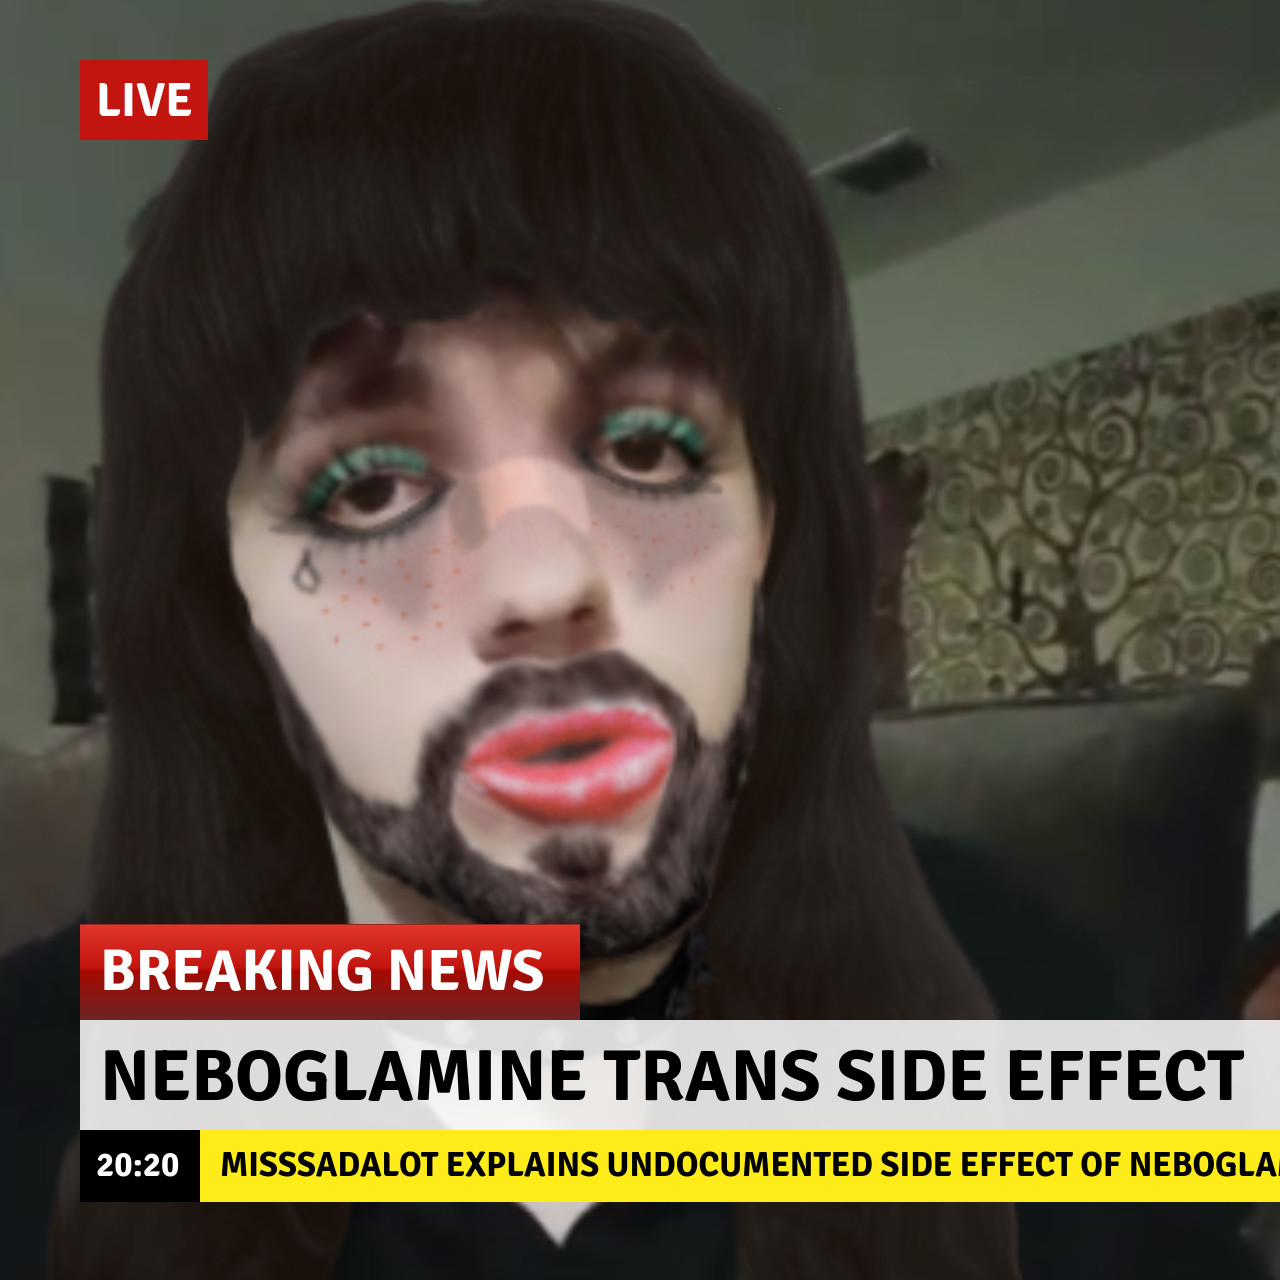 LIVE
BREAKING NEWS
NEBOGLAMINE TRANS SIDE EFFECT
20:20 MISSSADALOT EXPLAINS UNDOCUMENTED SIDE EFFECT OF